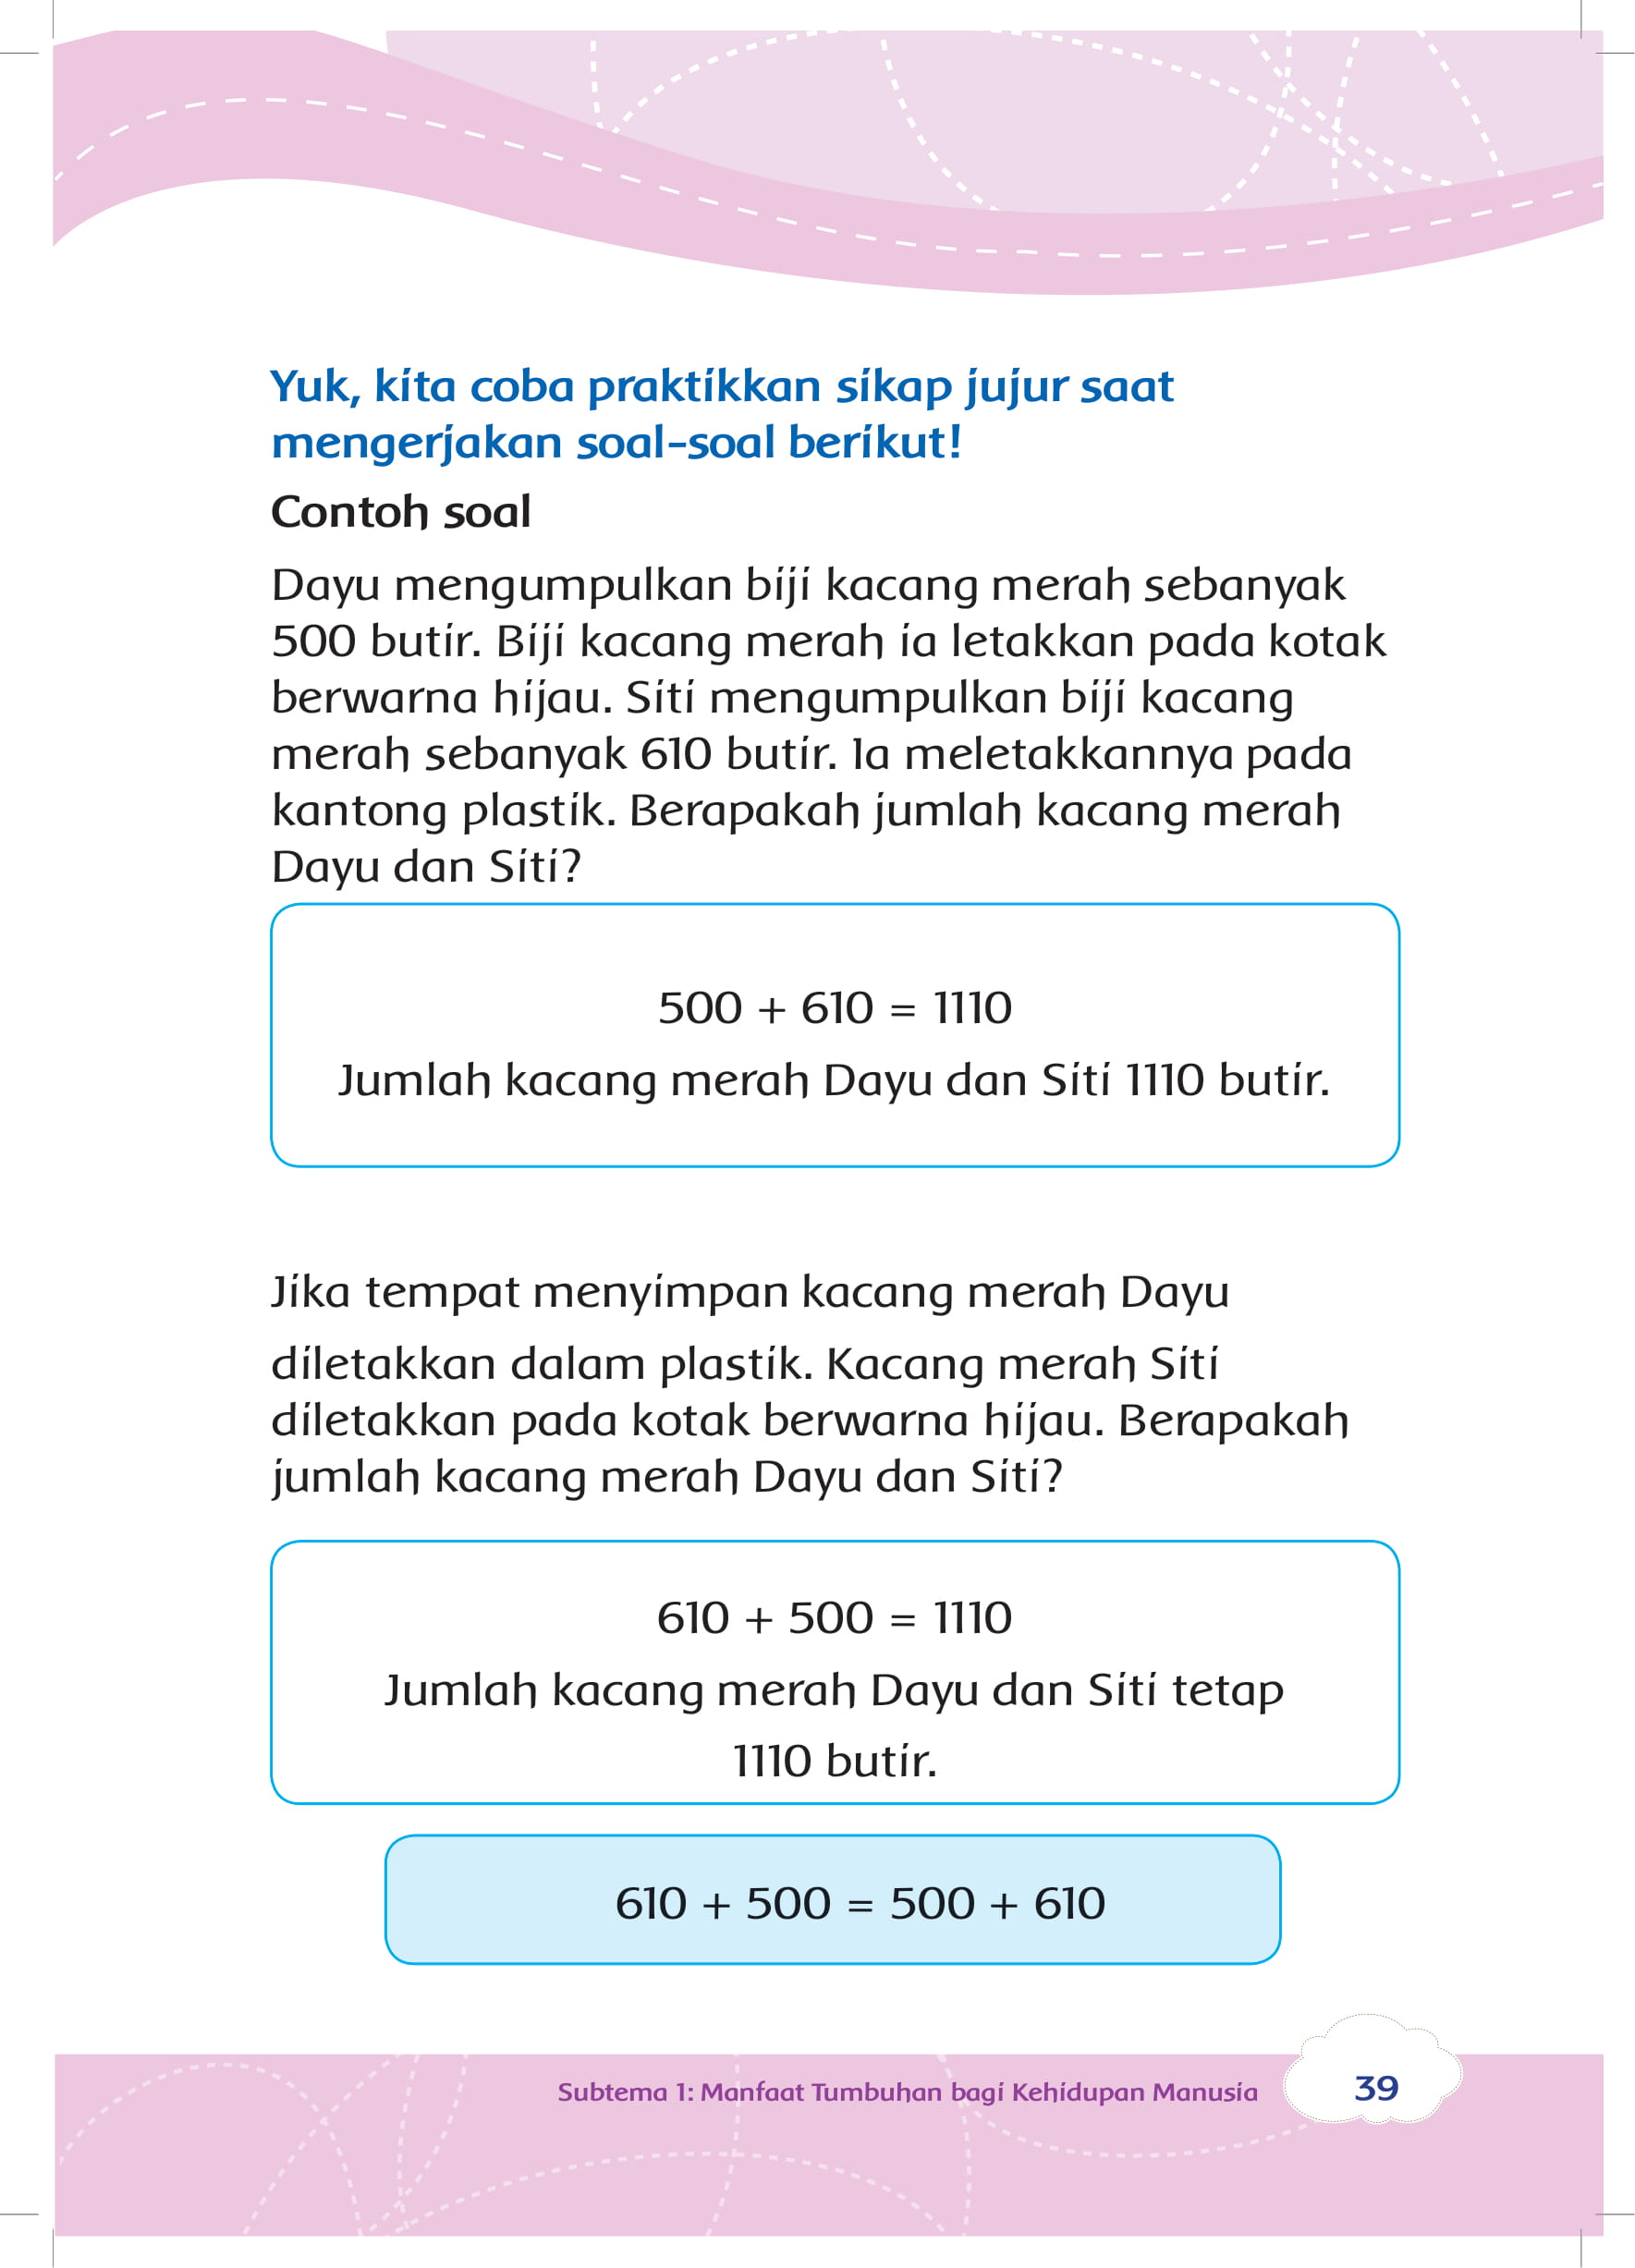 Yuk, kita coba praktikkan sikap jujur saat
mengerjakan soal-soal berikut!
Contoh soal
Dayu mengumpulkan biji kacang merah sebanyak
500 butir. Biji kacang merah ia letakkan pada kotak
berwarna hijau. Siti mengumpulkan biji kacang
merah sebanyak 610 butir. Ia meletakkannya pada
kantong plastik. Berapakah jumlah kacang merah
Dayu dan Siti?
500 + 610 = 1110
Jumlah kacang merah Dayu dan Siti 1110 butir.
Jika tempat menyimpan kacang merah Dayu
diletakkan dalam plastik. Kacang merah Siti
diletakkan pada kotak berwarna hijau. Berapakah
jumlah kacang merah Dayu dan Siti?
610 + 500 = 1110
Jumlah kacang merah Dayu dan Siti tetap
1110 butir.
610 + 500 = 500 + 610
Subtema 1: Manfaat Tumbuhan bagi Kehidupan Manusia
39